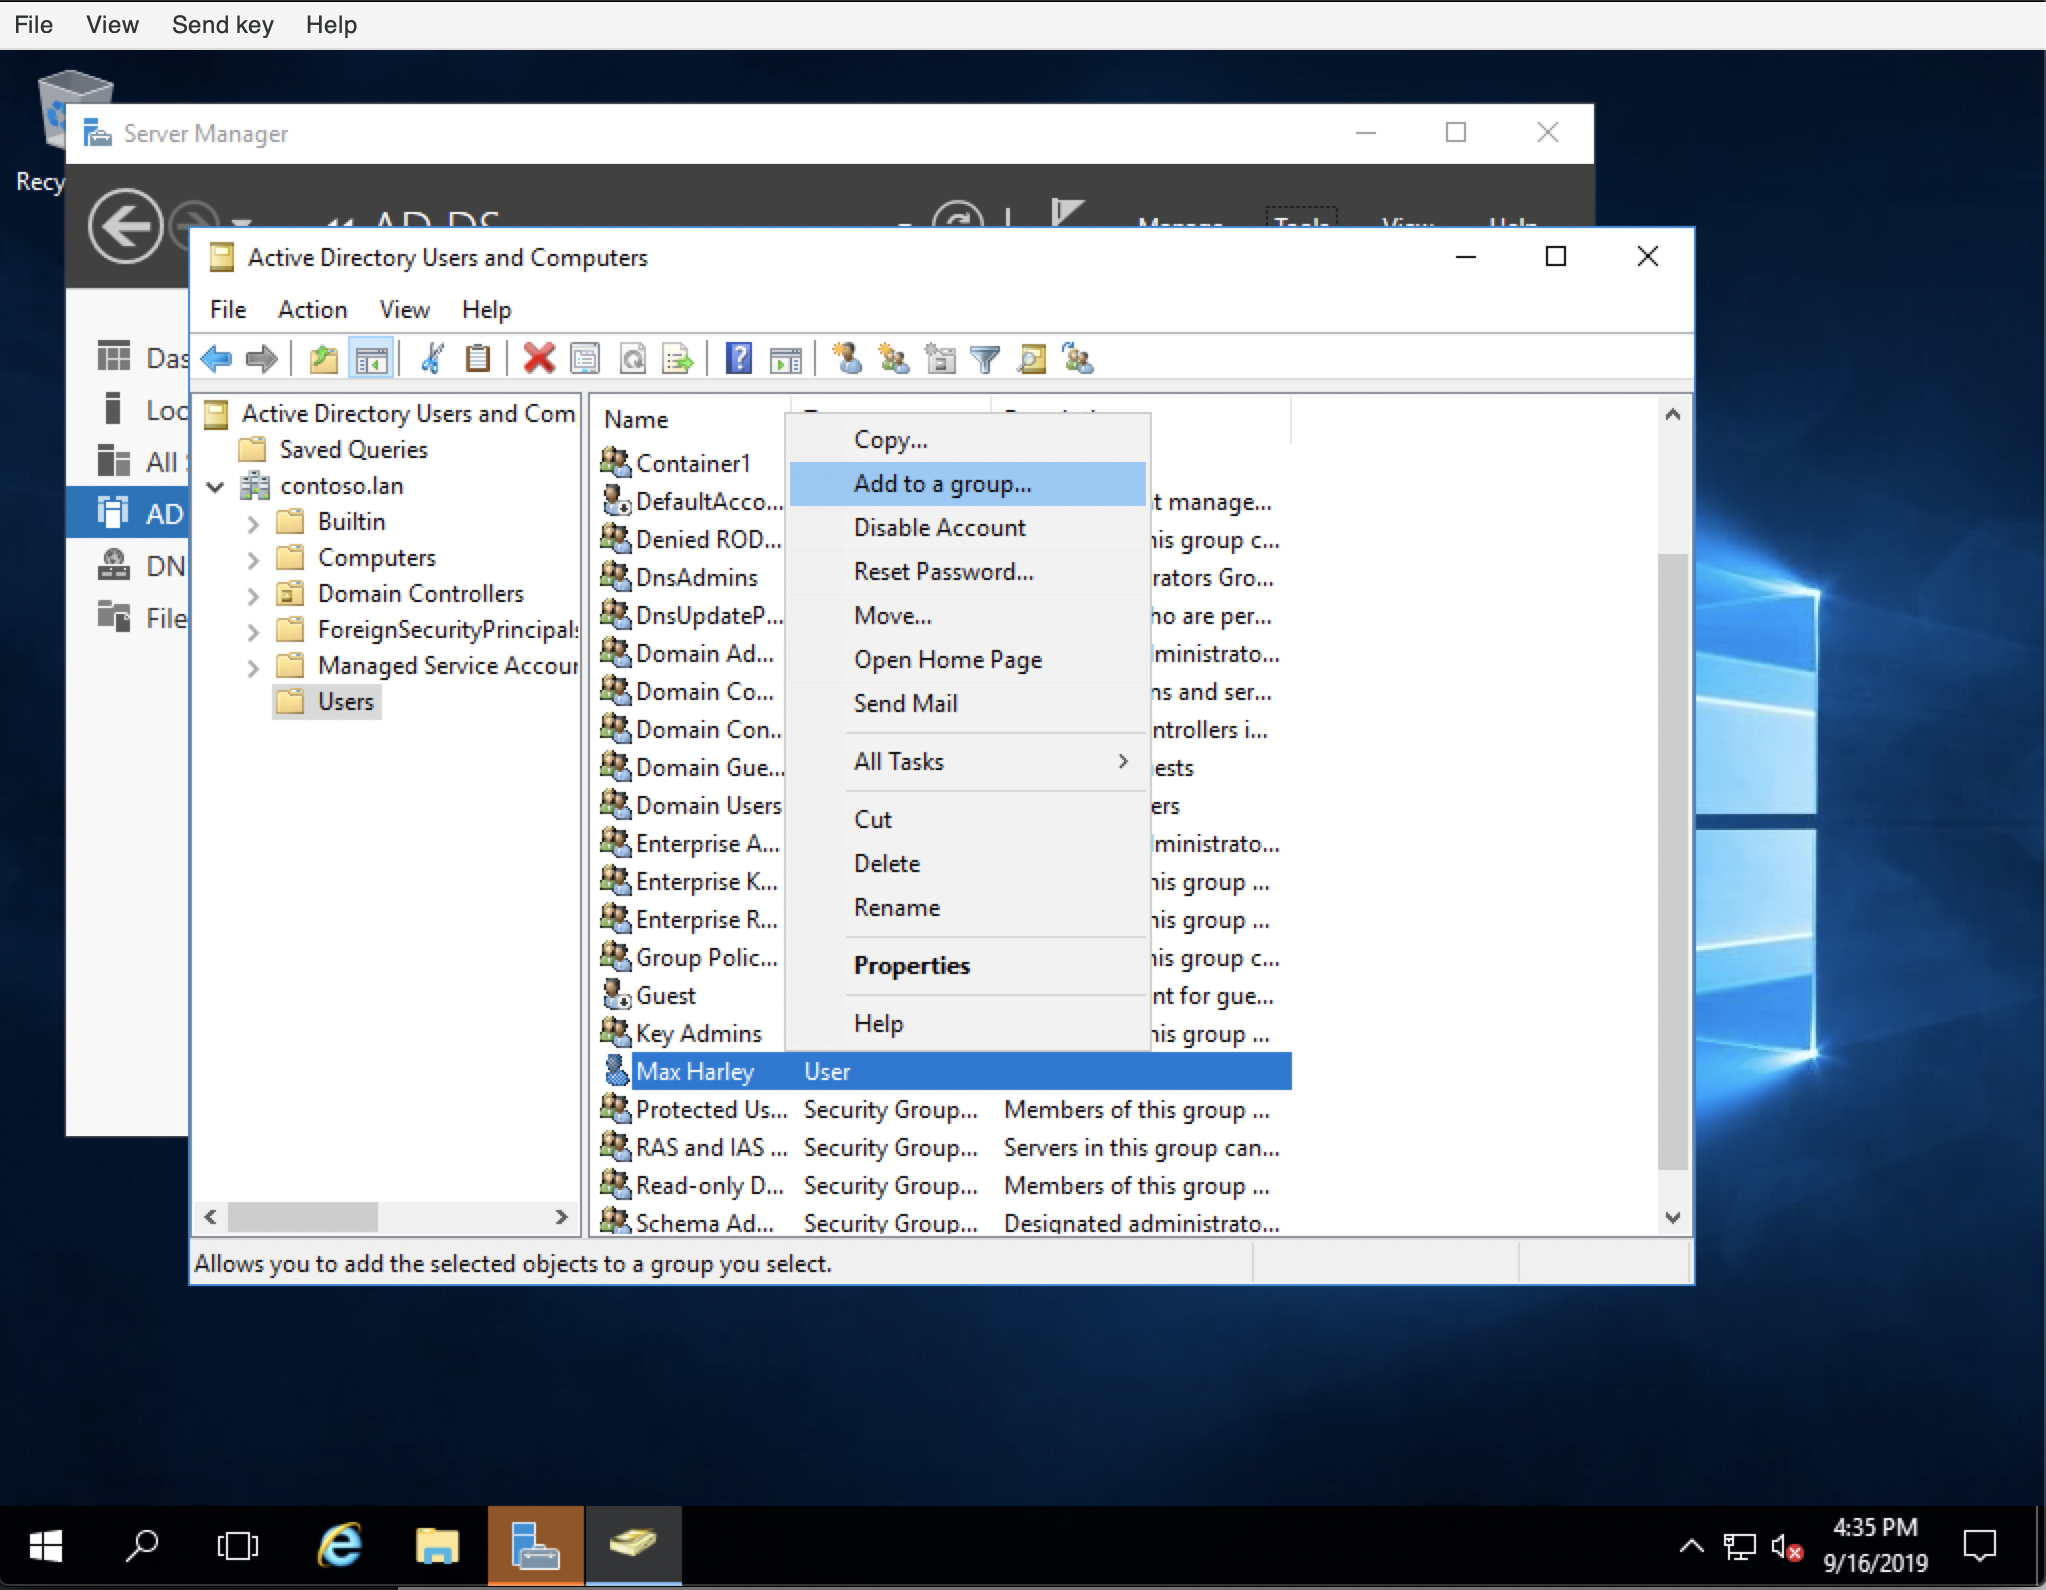 File View Send key Help
Recy
Server Manager
AD DS
Manage Tools View Help
Active Directory Users and Computers
File Action View Help
Das
Loc
All
AD
DN
File
Active Directory Users and Com
Saved Queries
contoso.lan
Builtin
Computers
Domain Controllers
ForeignSecurityPrincipals
Managed Service Accoun
Users
Name
Container1
DefaultAcco... t manage...
Denied ROD... his group c...
DnsAdmins rators Gro...
DnsUpdateP... ho are per...
Domain Ad... ministrato...
Domain Co... ns and ser...
Domain Con... ntrollers i...
Domain Gue... ests
Domain Users ers
Enterprise A... ministrato...
Enterprise K... his group ...
Enterprise R... his group ...
Group Polic... his group c...
Guest nt for gue...
Key Admins his group ...
Max Harley User
Protected Us... Security Group... Members of this group ...
RAS and IAS ... Security Group... Servers in this group can...
Read-only D... Security Group... Members of this group ...
Schema Ad... Security Group... Designated administrato...
Copy...
Add to a group...
Disable Account
Reset Password...
Move...
Open Home Page
Send Mail
All Tasks
Cut
Delete
Rename
Properties
Help
Allows you to add the selected objects to a group you select.
4:35 PM
9/16/2019